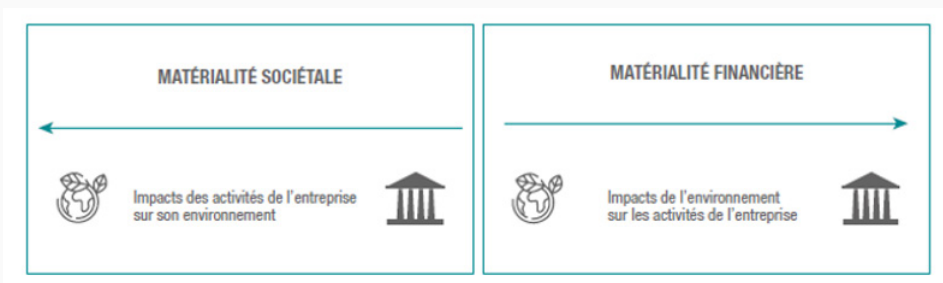 MATÉRIALITÉ SOCIÉTALE
Impacts des activités de l'entreprise
sur son environnement
MATÉRIALITÉ FINANCIÈRE
Impacts de l'environnement
sur les activités de l'entreprise